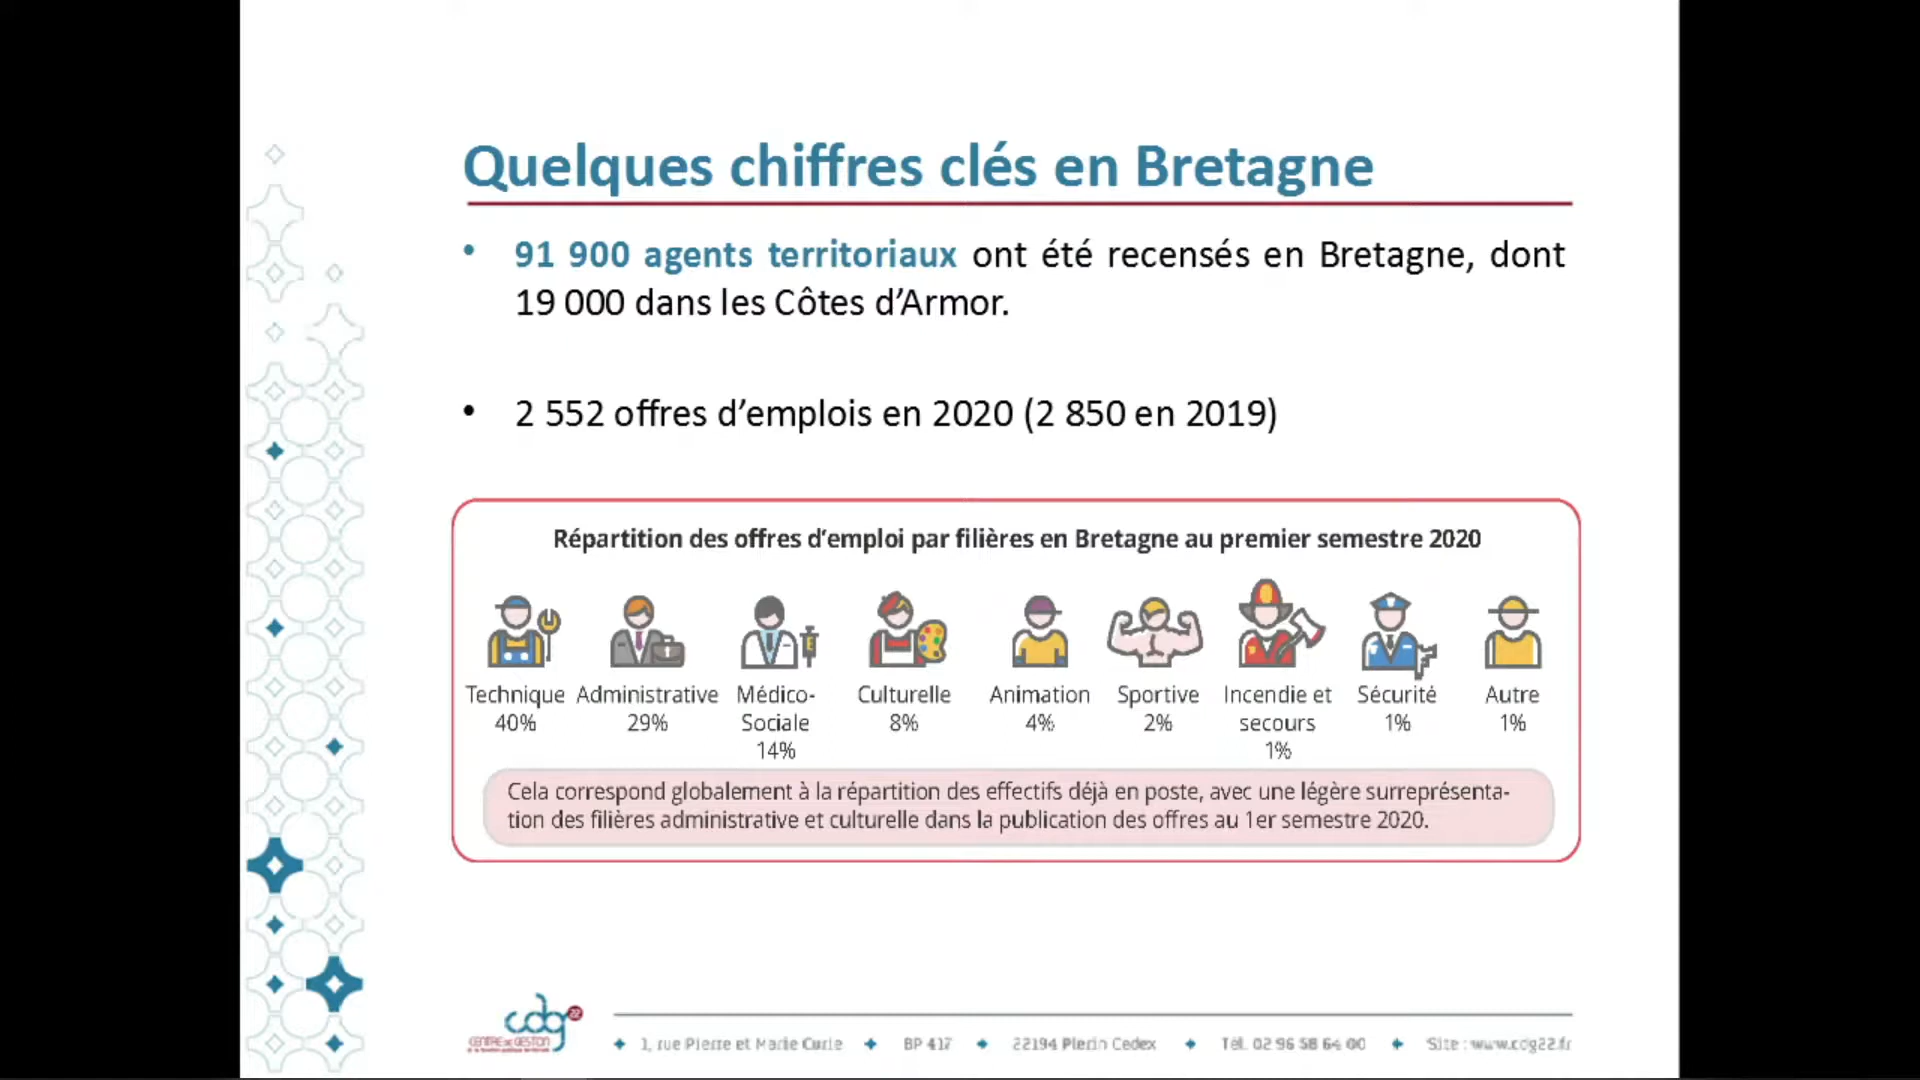 Quelques chiffres clés en Bretagne
• 91 900 agents territoriaux ont été recensés en Bretagne, dont
19 000 dans les Côtes d’Armor.
• 2 552 offres d’emplois en 2020 (2 850 en 2019)
Répartition des offres d’emploi par filières en Bretagne au premier semestre 2020
Technique
40%
Administrative
29%
Médico-
Sociale
14%
Culturelle
8%
Animation
4%
Sportive
2%
Incendie et
secours
1%
Sécurité
1%
Autre
1%
Cela correspond globalement à la répartition des effectifs déjà en poste, avec une légère surreprésenta-
tion des filières administrative et culturelle dans la publication des offres au 1er semestre 2020.
cdg 22
CENTRE DE GESTION
1, rue Pierre et Marie Curie ◆ BP 417 ◆ 22194 Plérin Cedex ◆ Tél. 02 96 58 64 00 ◆ Site : www.cdg22.fr